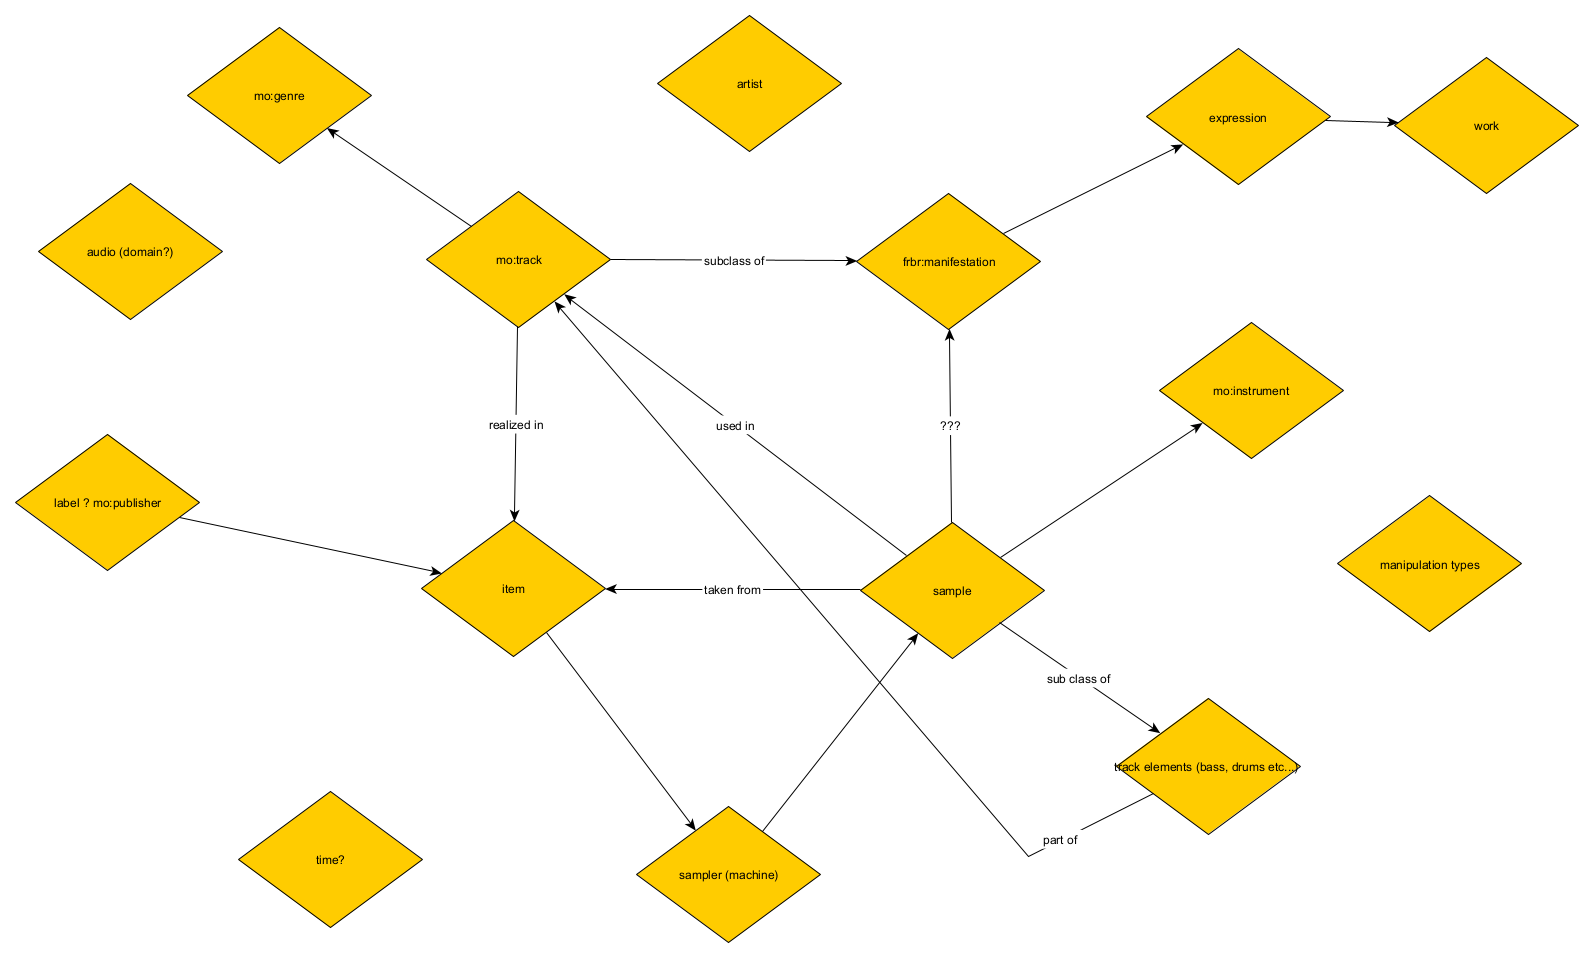 artist
mo:genre
expression
work
audio (domain?)
mo:track
subclass of
frbr:manifestation
mo:instrument
realized in
used in
???
label ? mo:publisher
manipulation types
item
taken from
sample
sub class of
track elements (bass, drums etc...)
part of
time?
sampler (machine)